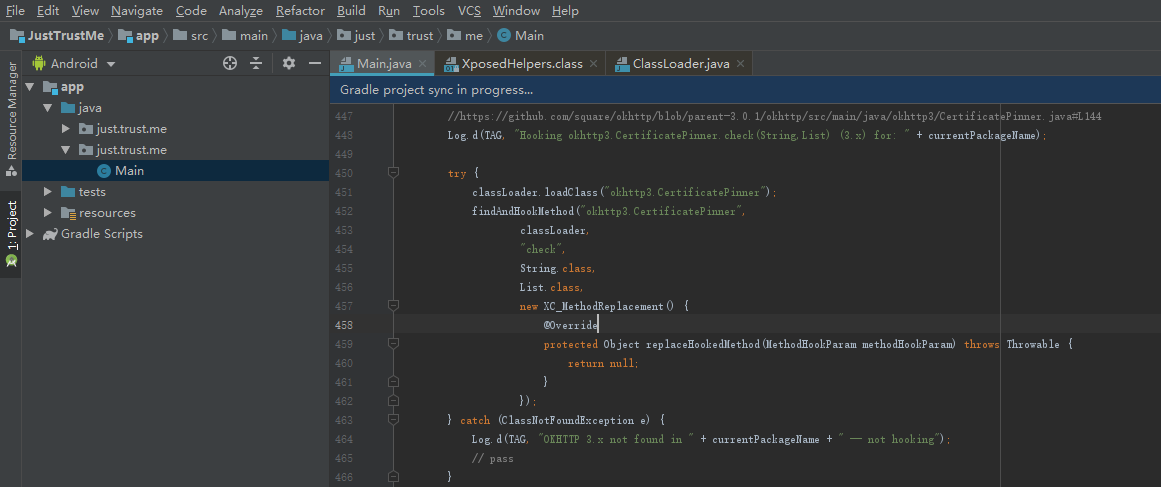 File Edit View Navigate Code Analyze Refactor Build Run Tools VCS Window Help
JustTrustMe app src main java just trust me Main
Resource Manager
1: Project
Android
app
java
just.trust.me
just.trust.me
Main
tests
resources
Gradle Scripts
Main.java XposedHelpers.class ClassLoader.java
Gradle project sync in progress...
447 //https://github.com/square/okhttp/blob/parent-3.0.1/okhttp/src/main/java/okhttp3/CertificatePinner.java#L144
448 Log.d(TAG, "Hooking okhttp3.CertificatePinner.check(String,List) (3.x) for: " + currentPackageName);
449
450 try {
451 classLoader.loadClass("okhttp3.CertificatePinner");
452 findAndHookMethod("okhttp3.CertificatePinner",
453 classLoader,
454 "check",
455 String.class,
456 List.class,
457 new XC_MethodReplacement() {
458 @Override
459 protected Object replaceHookedMethod(MethodHookParam methodHookParam) throws Throwable {
460 return null;
461 }
462 });
463 } catch (ClassNotFoundException e) {
464 Log.d(TAG, "OKHTTP 3.x not found in " + currentPackageName + " -- not hooking");
465 // pass
466 }